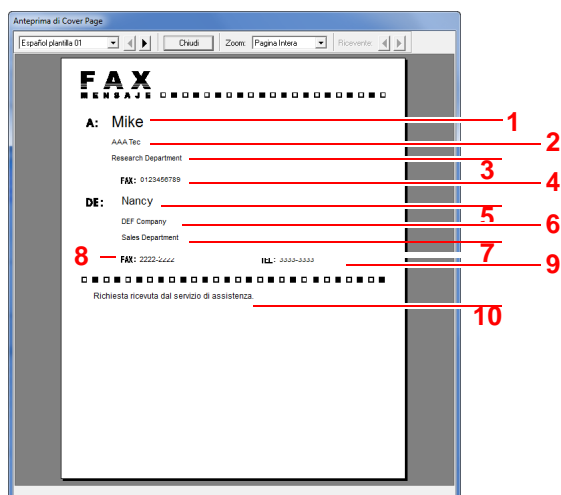 Anteprima di Cover Page
Español plantilla 01 Chiudi Zoom: Pagina Intera Ricevente:
FAX
MENSAJE
A: Mike 1
AAA Tec 2
Research Department 3
FAX: 0123456789 4
DE: Nancy 5
DEF Company 6
Sales Department 7
8 FAX: 2222-2222 TEL: 3333-3333 9
Richiesta ricevuta dal servizio di assistenza. 10